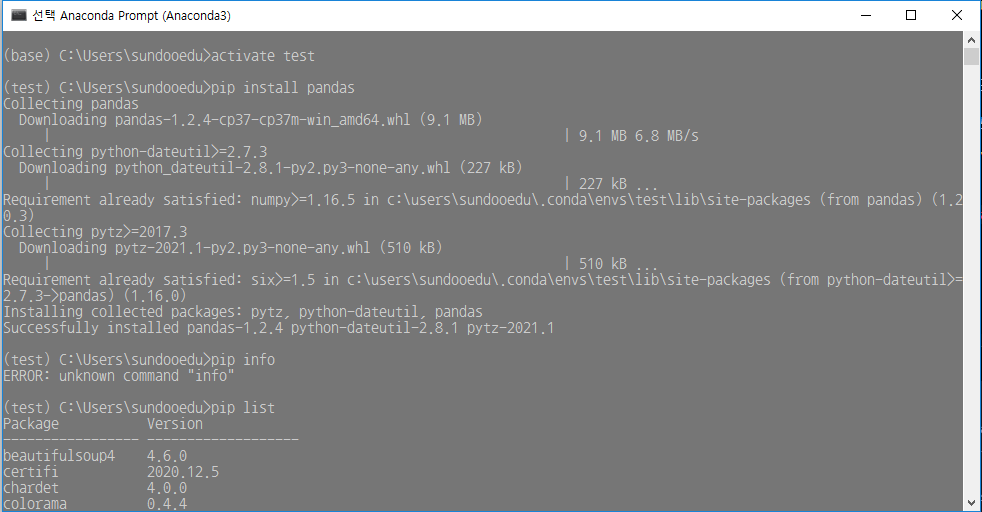 선택 Anaconda Prompt (Anaconda3)
(base) C:\Users\sundooedu>activate test
(test) C:\Users\sundooedu>pip install pandas
Collecting pandas
  Downloading pandas-1.2.4-cp37-cp37m-win_amd64.whl (9.1 MB)
     |                                | 9.1 MB 6.8 MB/s
Collecting python-dateutil>=2.7.3
  Downloading python_dateutil-2.8.1-py2.py3-none-any.whl (227 kB)
     |                                | 227 kB ...
Requirement already satisfied: numpy>=1.16.5 in c:\users\sundooedu\.conda\envs\test\lib\site-packages (from pandas) (1.2
0.3)
Collecting pytz>=2017.3
  Downloading pytz-2021.1-py2.py3-none-any.whl (510 kB)
     |                                | 510 kB ...
Requirement already satisfied: six>=1.5 in c:\users\sundooedu\.conda\envs\test\lib\site-packages (from python-dateutil>=
2.7.3->pandas) (1.16.0)
Installing collected packages: pytz, python-dateutil, pandas
Successfully installed pandas-1.2.4 python-dateutil-2.8.1 pytz-2021.1
(test) C:\Users\sundooedu>pip info
ERROR: unknown command "info"
(test) C:\Users\sundooedu>pip list
Package           Version
----------------- -------------------
beautifulsoup4    4.6.0
certifi           2020.12.5
chardet           4.0.0
colorama          0.4.4